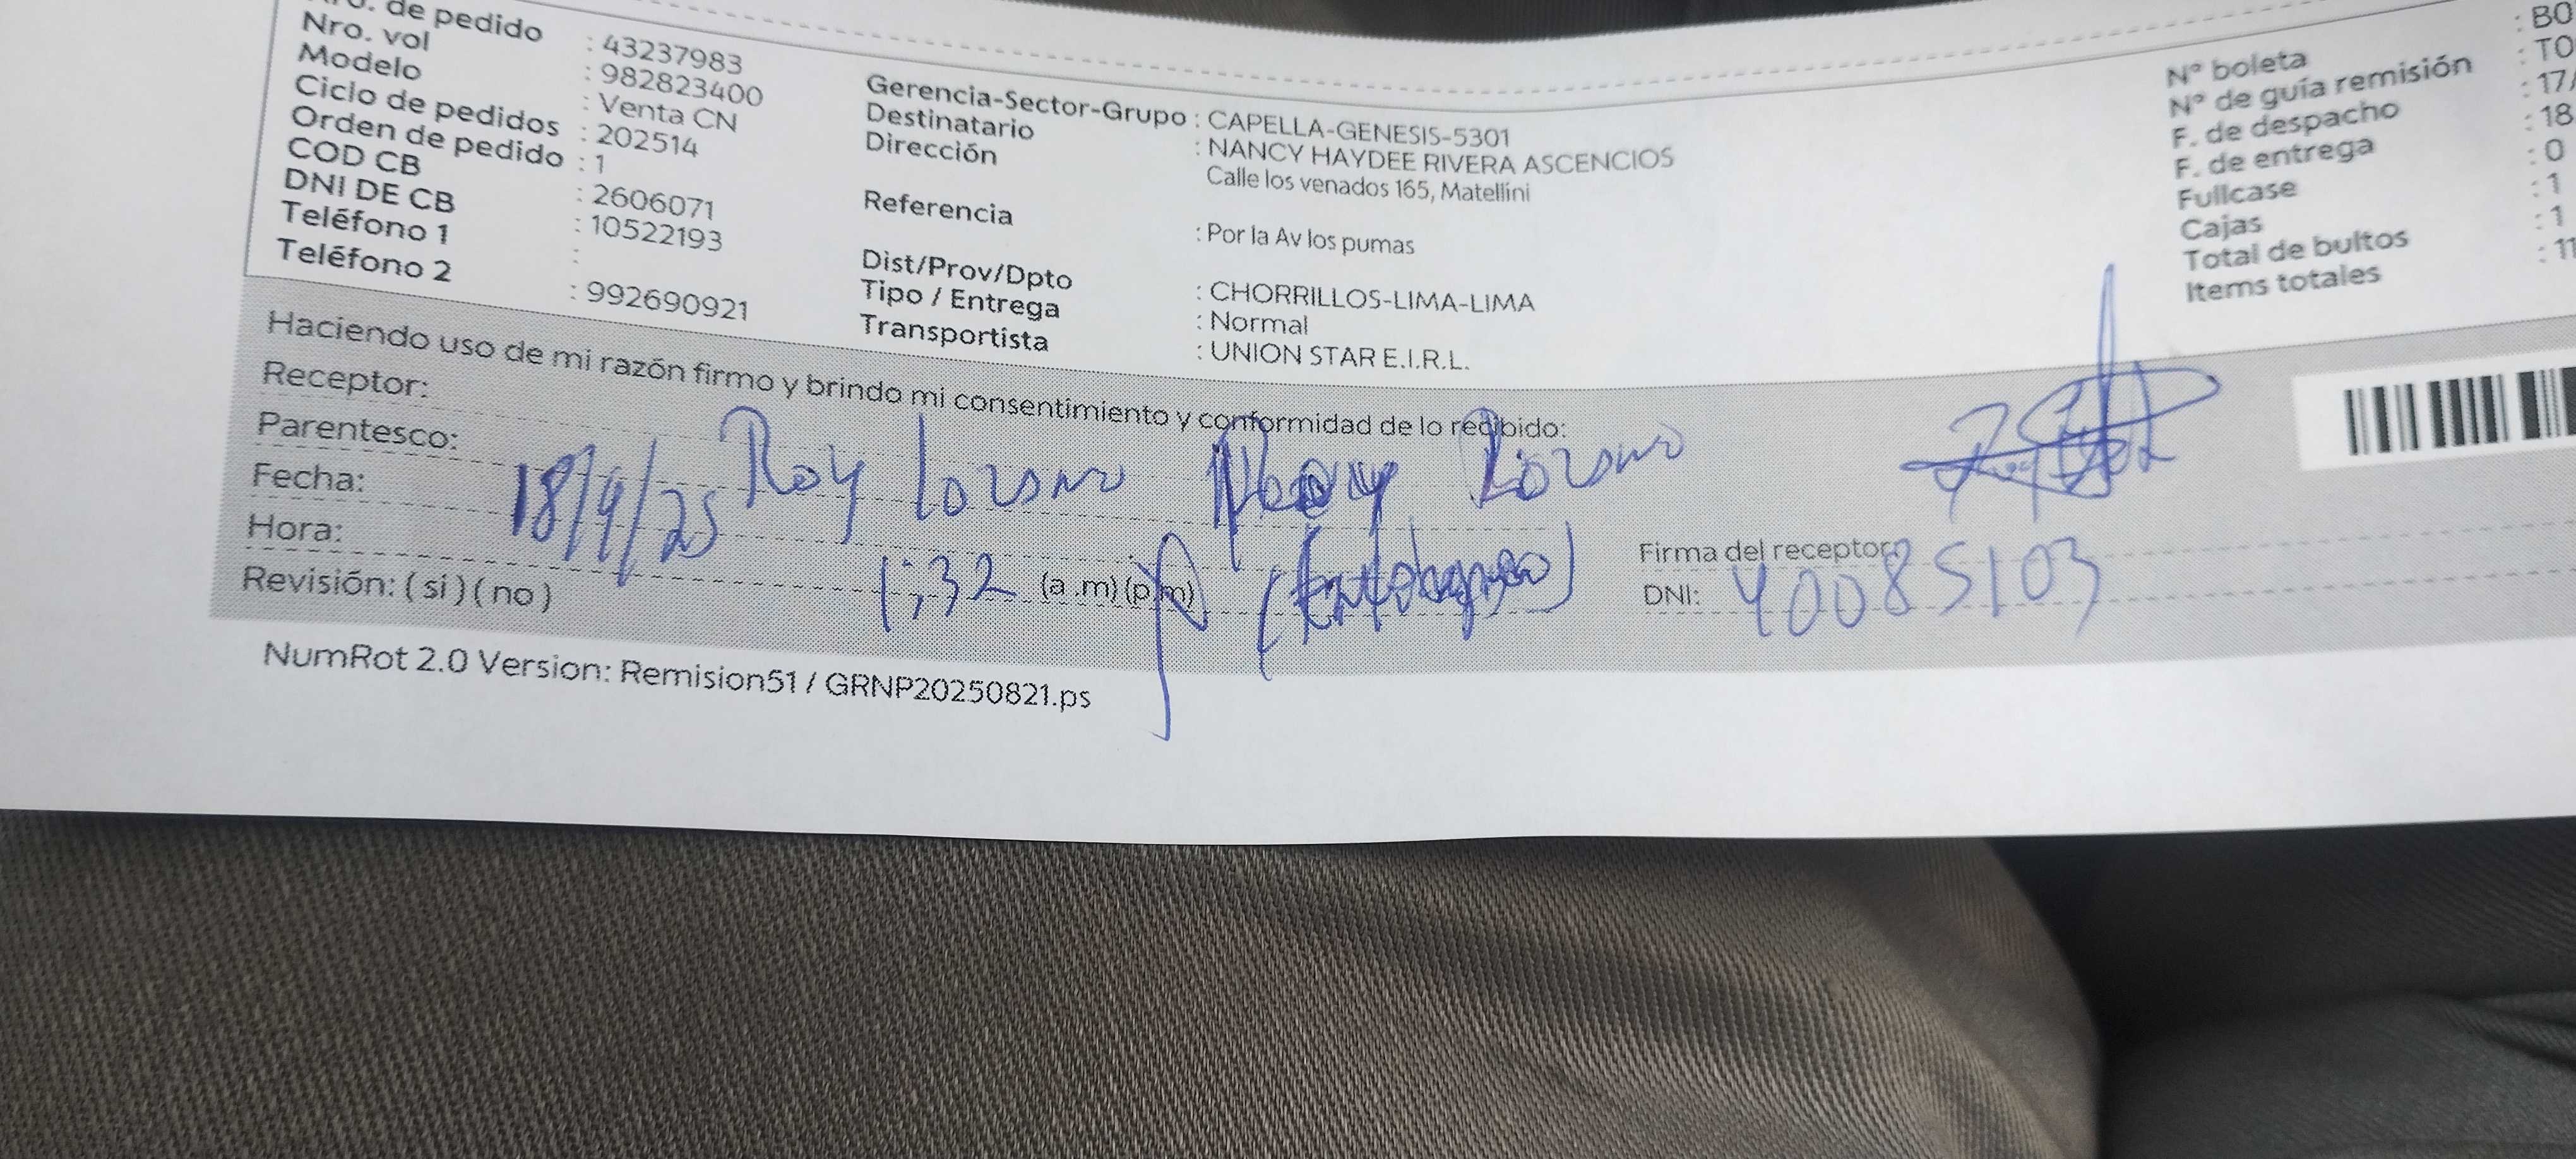 de pedido : 43237983
Nro. vol : 982823400
Modelo : Venta CN
Ciclo de pedidos : 202514
Orden de pedido : 1
COD CB : 2606071
DNI DE CB : 10522193
Teléfono 1 :
Teléfono 2 : 992690921
Gerencia-Sector-Grupo : CAPELLA-GENESIS-5301
Destinatario : NANCY HAYDEE RIVERA ASCENCIOS
Dirección Calle los venados 165, Matellini
Referencia : Por la Av los pumas
Dist/Prov/Dpto : CHORRILLOS-LIMA-LIMA
Tipo / Entrega : Normal
Transportista : UNION STAR E.I.R.L.
N° boleta : BO
N° de guía remisión : TO
F. de despacho : 17/
F. de entrega : 18
Fullcase : 0
Cajas : 1
Total de bultos : 1
Items totales : 11
Haciendo uso de mi razón firmo y brindo mi consentimiento y conformidad de lo recibido:
Receptor: Roy Lozano Lozano
Parentesco:
Fecha: 18/9/25
Hora: 1:32 (a.m)(p.m)
Revisión: (si)(no)
Firma del receptor
DNI: 40085103
NumRot 2.0 Version: Remision51 / GRNP20250821.ps